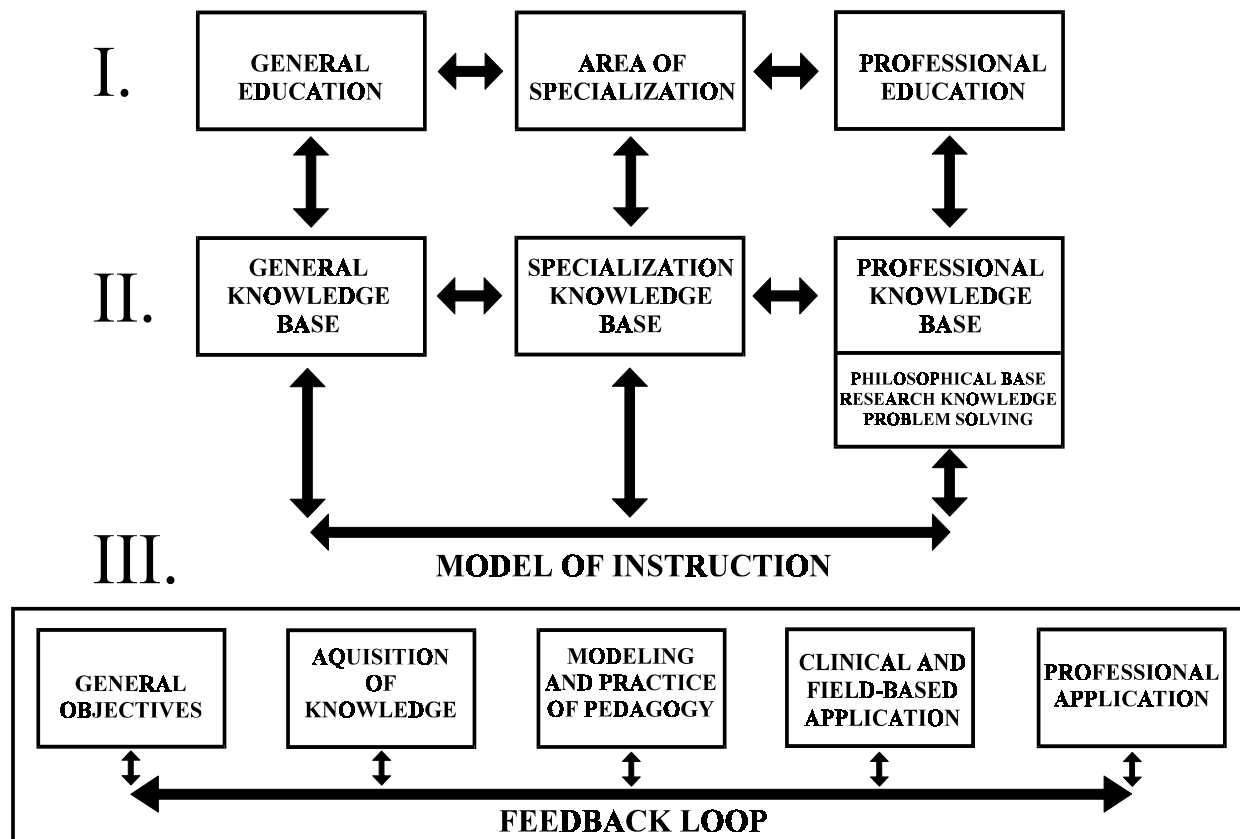 I.
GENERAL
EDUCATION
AREA OF
SPECIALIZATION
PROFESSIONAL
EDUCATION
II.
GENERAL
KNOWLEDGE
BASE
SPECIALIZATION
KNOWLEDGE
BASE
PROFESSIONAL
KNOWLEDGE
BASE
PHILOSOPHICAL BASE
RESEARCH KNOWLEDGE
PROBLEM SOLVING
III.
MODEL OF INSTRUCTION
GENERAL
OBJECTIVES
AQUISITION
OF
KNOWLEDGE
MODELING
AND PRACTICE
OF PEDAGOGY
CLINICAL AND
FIELD-BASED
APPLICATION
PROFESSIONAL
APPLICATION
FEEDBACK LOOP